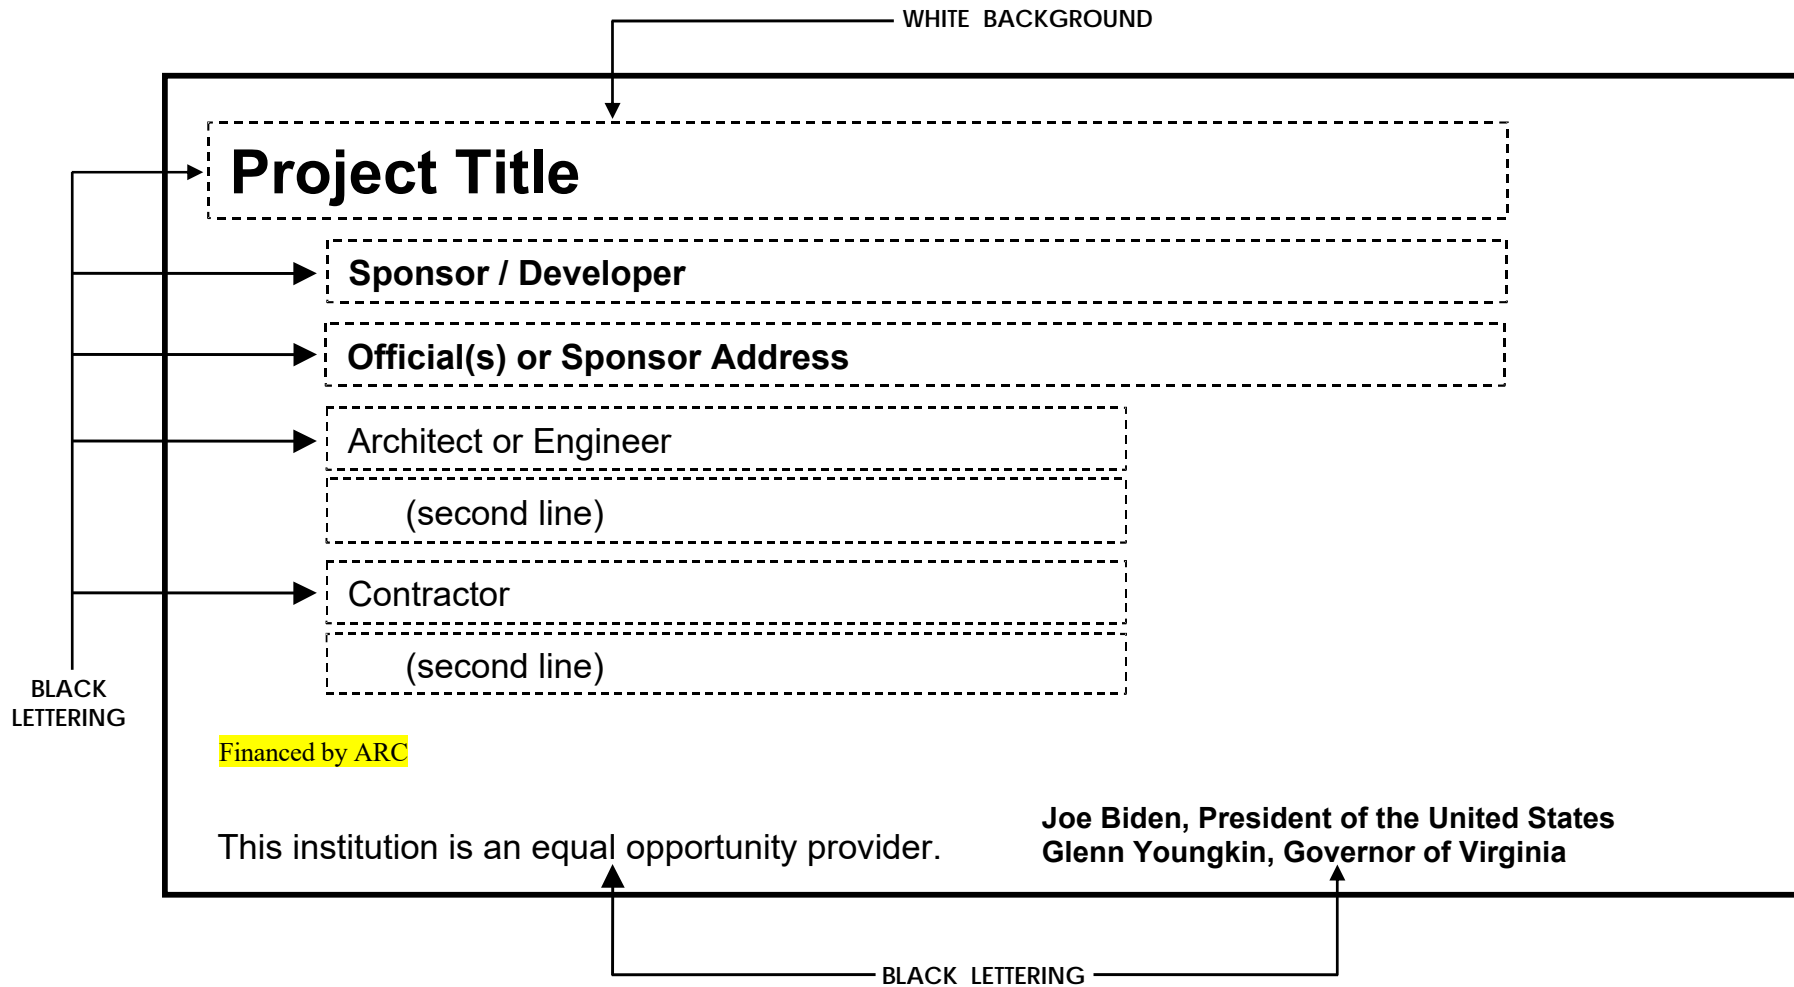 WHITE BACKGROUND
Project Title
Sponsor / Developer
Official(s) or Sponsor Address
Architect or Engineer
(second line)
Contractor
(second line)
BLACK
LETTERING
Financed by ARC
This institution is an equal opportunity provider.
Joe Biden, President of the United States
Glenn Youngkin, Governor of Virginia
BLACK LETTERING